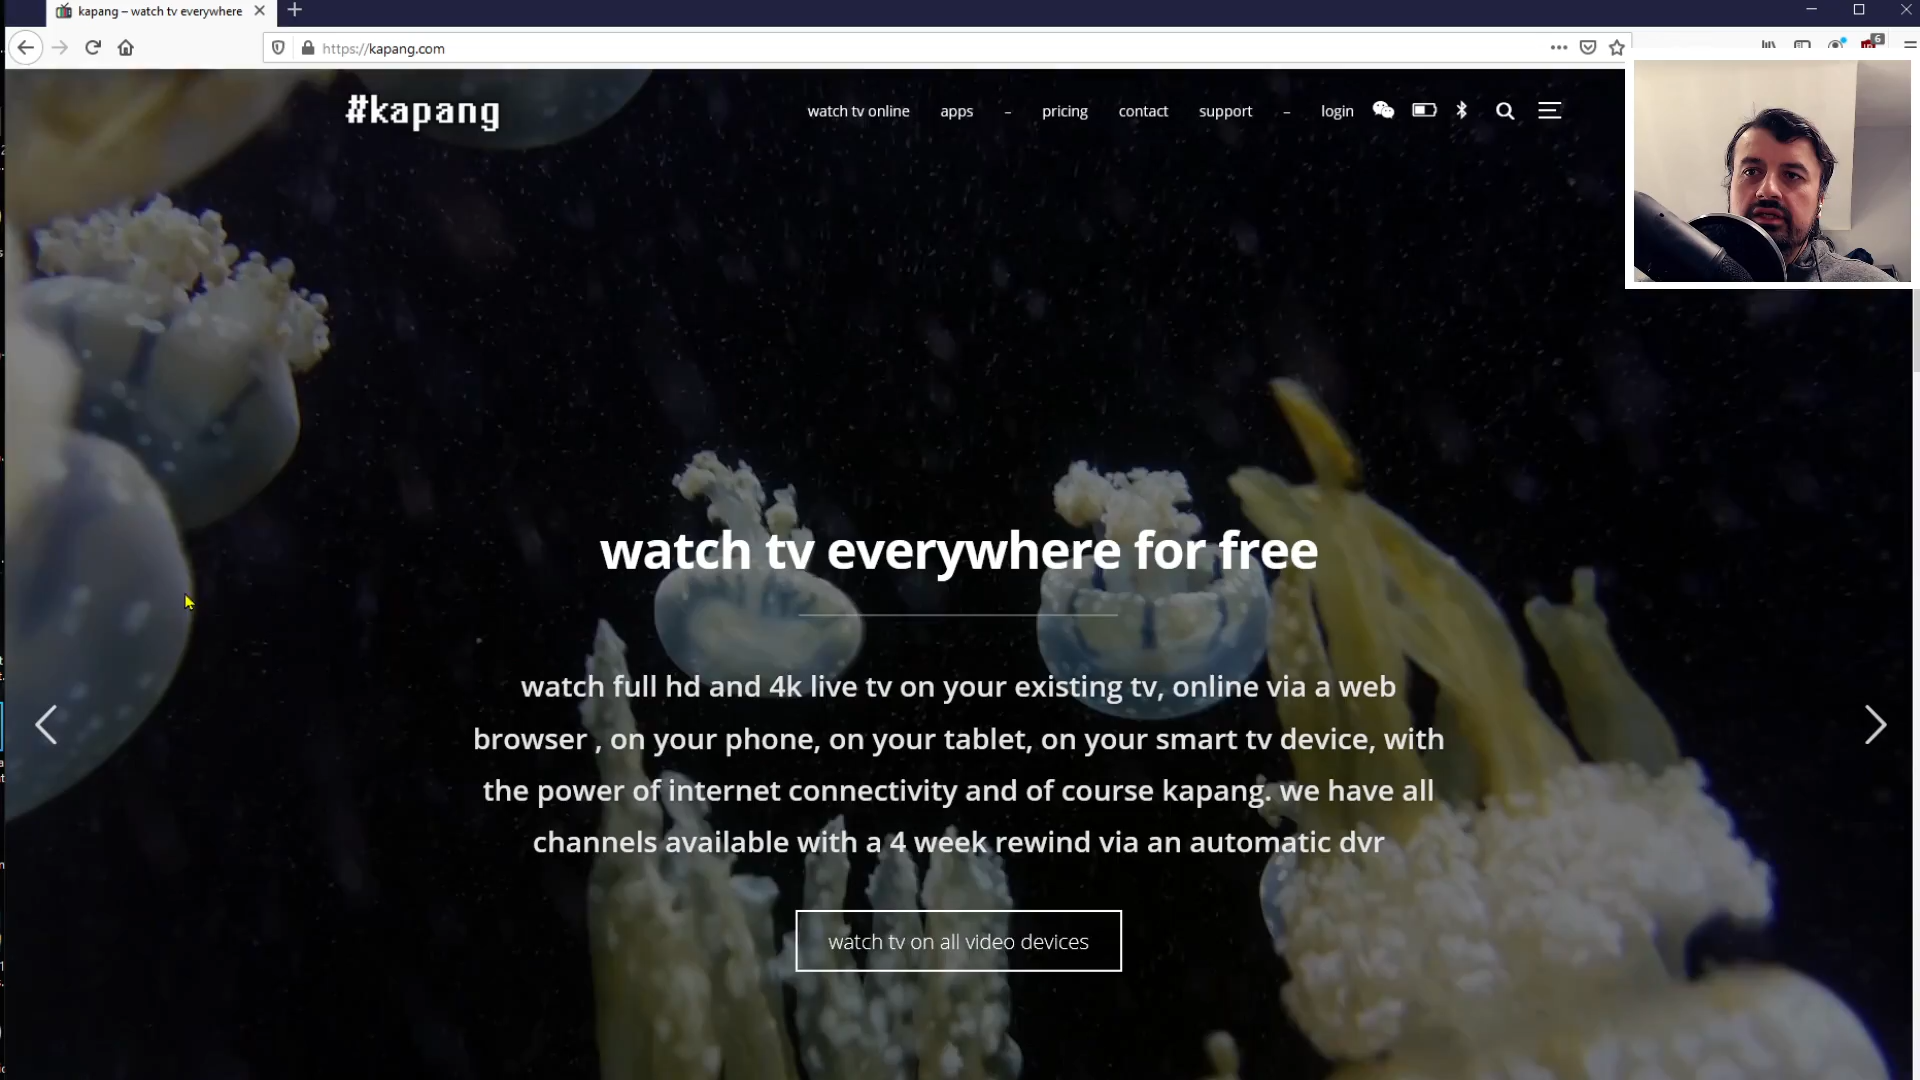 kapang – watch tv everywhere
https://kapang.com
6
#kapang
watch tv online apps – pricing contact support – login
watch tv everywhere for free
watch full hd and 4k live tv on your existing tv, online via a web
browser , on your phone, on your tablet, on your smart tv device, with
the power of internet connectivity and of course kapang. we have all
channels available with a 4 week rewind via an automatic dvr
watch tv on all video devices